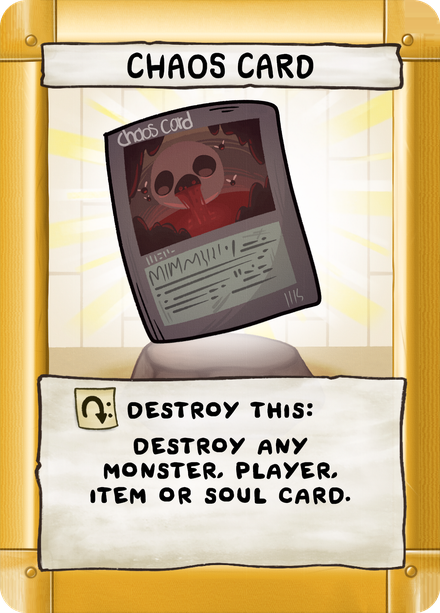 CHAOS CARD
chaos card
DESTROY THIS:
DESTROY ANY
MONSTER, PLAYER,
ITEM OR SOUL CARD.